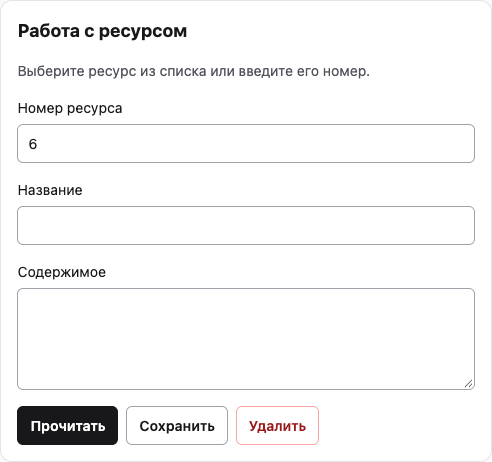 Работа с ресурсом
Выберите ресурс из списка или введите его номер.
Номер ресурса
6
Название
Содержимое
Прочитать Сохранить Удалить